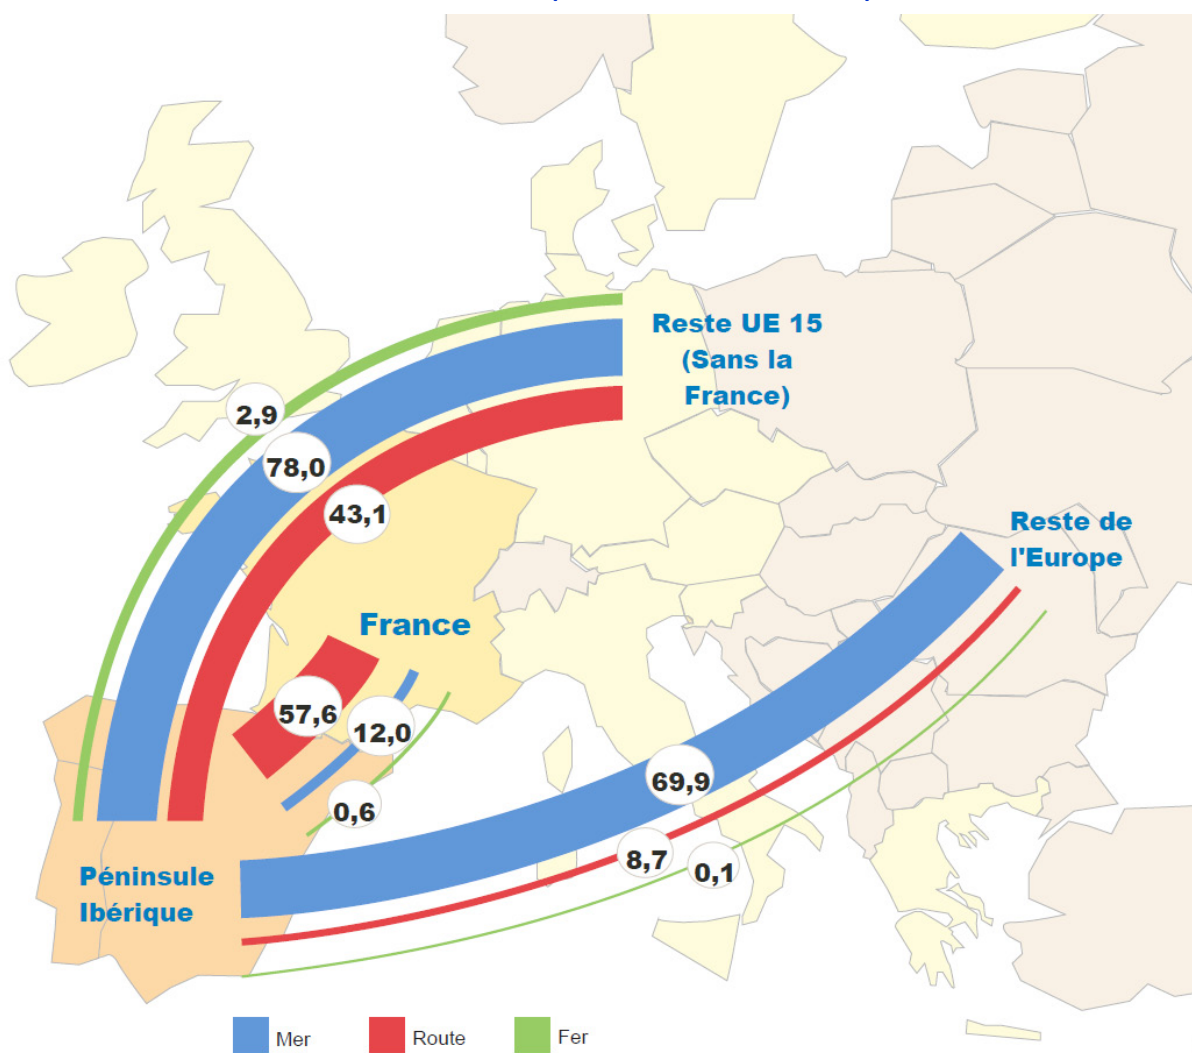 Reste UE 15
(Sans la
France)
2,9
78,0
43,1
Reste de
l'Europe
France
57,6
12,0
69,9
0,6
8,7
0,1
Péninsule
Ibérique
Mer
Route
Fer